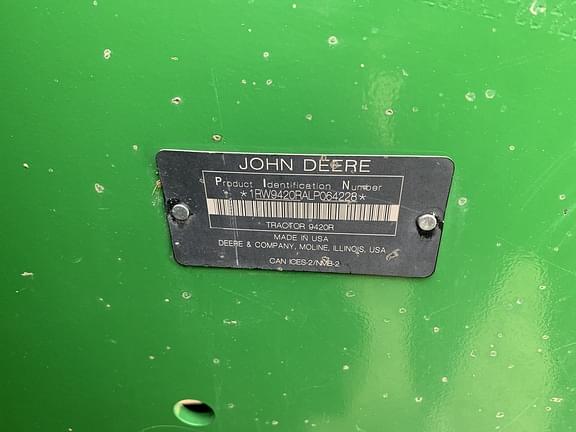 JOHN DEERE
Product Identification Number
*1RW9420RALP064228*
TRACTOR 9420R
MADE IN USA
DEERE & COMPANY, MOLINE, ILLINOIS, USA
CAN ICES-2/NMB-2